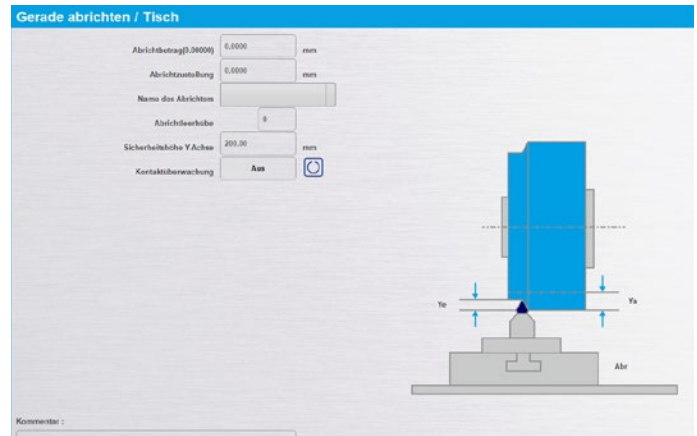 Gerade abrichten / Tisch
Abrichtbetrag(0.00000) 0.0000 mm
Abrichtzustellung 0.0000 mm
Name des Abrichters
Abrichtleerhübe 0
Sicherheitshöhe Y.Achse 200.00 mm
Kontaktüberwachung Aus
Ye
Ya
Abr
Kommentar :